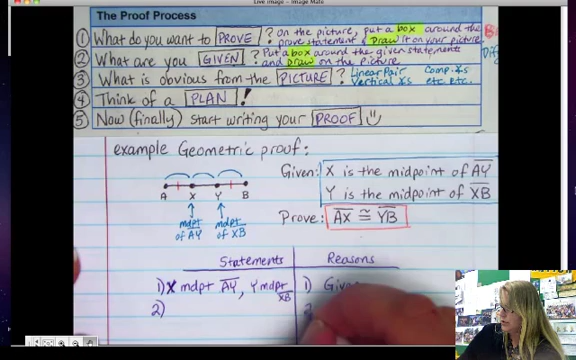 Live image - Image Mate
The Proof Process
① What do you want to PROVE ? On the picture, put a box around the
prove statement & Draw it on your picture
② What are you GIVEN ? Put a box around the given statements
and draw on the picture
③ What is obvious from the PICTURE ? Linear Pair Comp. ∡s
Vertical ∡s etc. etc.
④ Think of a PLAN !
⑤ Now (finally) start writing your PROOF
example Geometric proof:
Given: X is the midpoint of AY
Y is the midpoint of XB
Prove: AX ≅ YB
A X Y B
mdpt of AY
mdpt of XB
Statements Reasons
1) X mdpt AY, Y mdpt XB 1) Given
2) 2